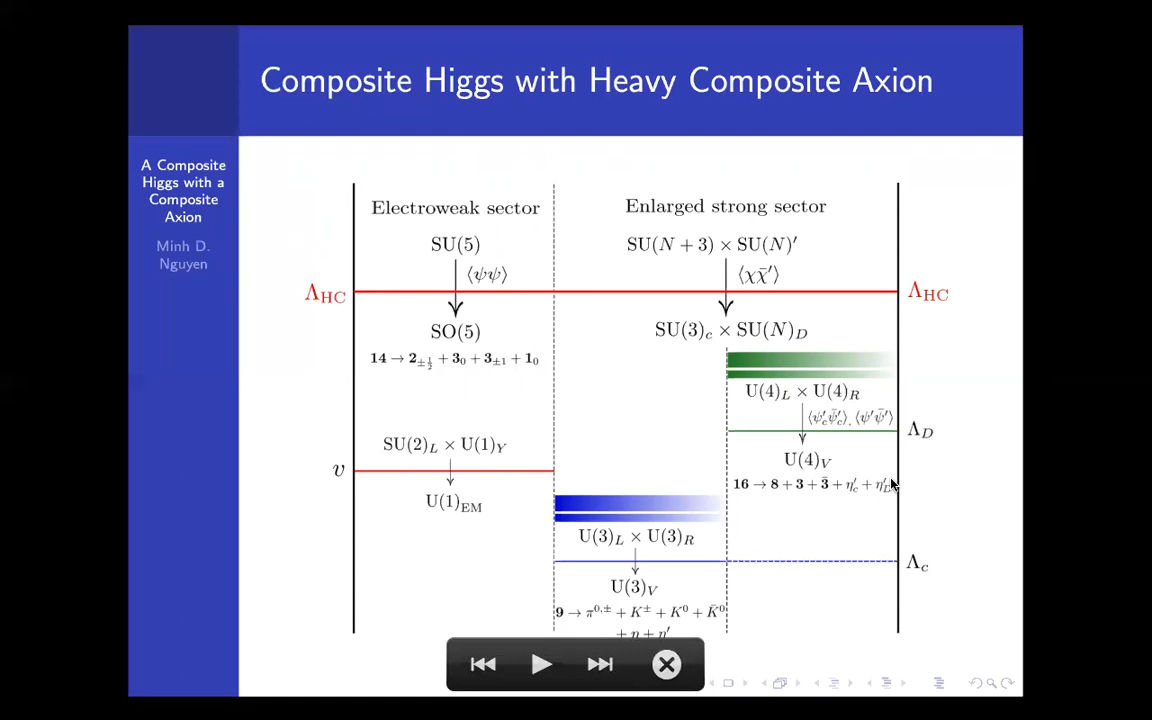 Composite Higgs with Heavy Composite Axion
A Composite
Higgs with a
Composite
Axion
Minh D.
Nguyen
Electroweak sector
Enlarged strong sector
SU(5)
SU(N + 3) × SU(N)′
⟨ψψ⟩
⟨χχ̄′⟩
Λ_HC
Λ_HC
SO(5)
SU(3)_c × SU(N)_D
14 → 2_{±1/2} + 3_0 + 3_{±1} + 1_0
U(4)_L × U(4)_R
⟨ψ′_c ψ̄′_c⟩, ⟨ψ′ψ̄′⟩
Λ_D
SU(2)_L × U(1)_Y
U(4)_V
v
16 → 8 + 3 + 3̄ + η′_c + η′_D
U(1)_EM
U(3)_L × U(3)_R
Λ_c
U(3)_V
9 → π^{0,±} + K^± + K^0 + K̄^0
+ η + η′